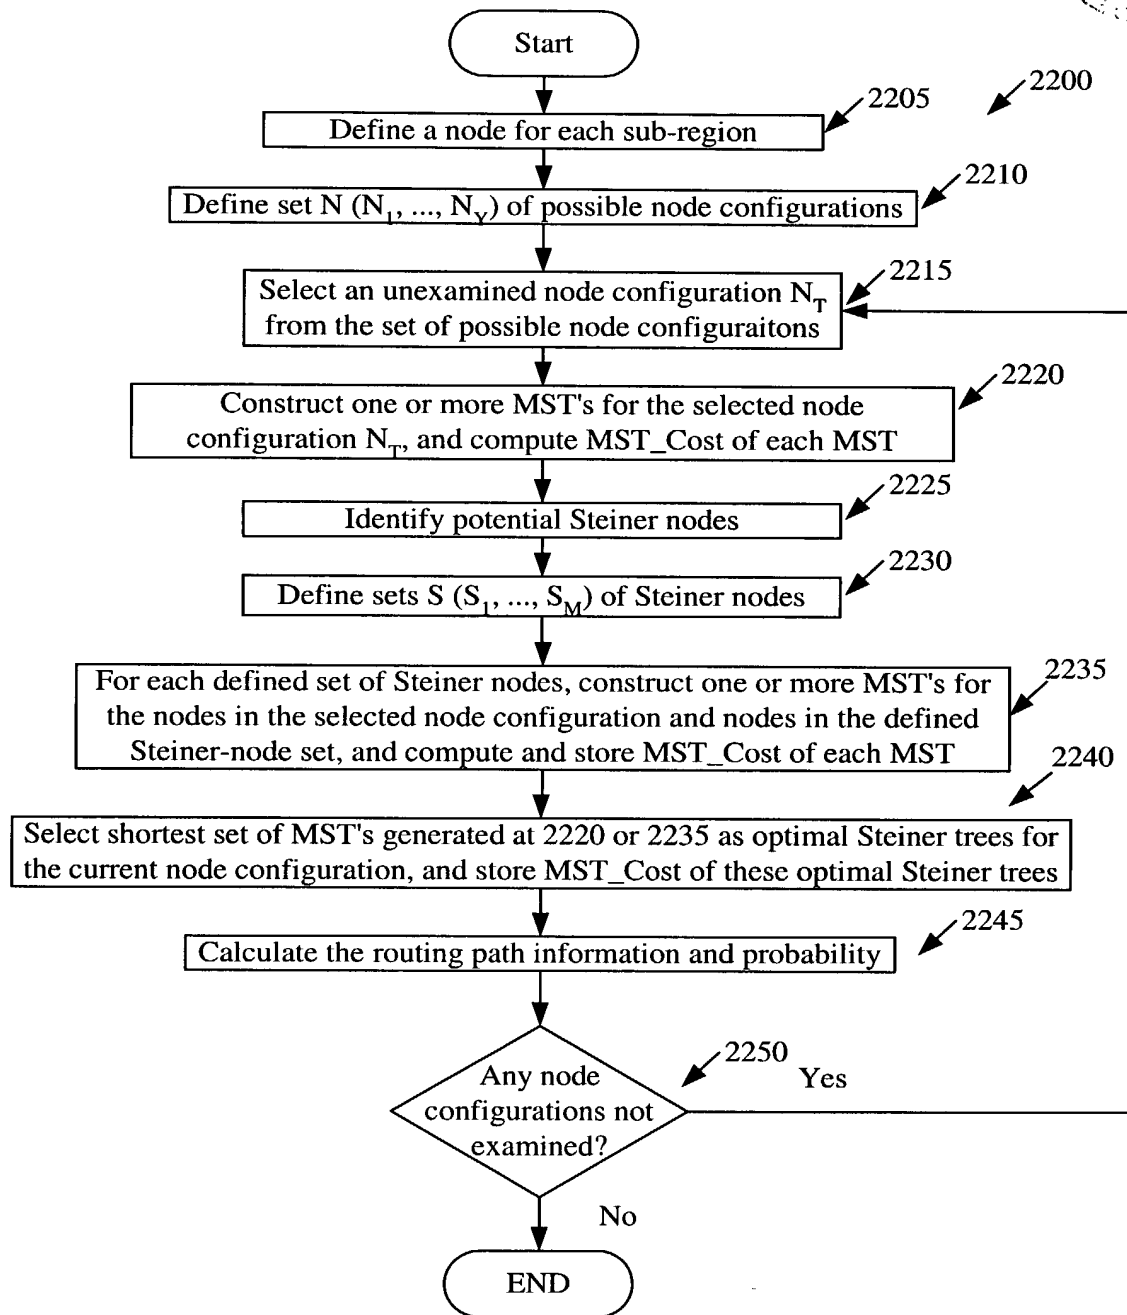 Start
2200
2205
Define a node for each sub-region
2210
Define set N (N₁, ..., N_Y) of possible node configurations
2215
Select an unexamined node configuration N_T
from the set of possible node configuraitons
2220
Construct one or more MST's for the selected node
configuration N_T, and compute MST_Cost of each MST
2225
Identify potential Steiner nodes
2230
Define sets S (S₁, ..., S_M) of Steiner nodes
2235
For each defined set of Steiner nodes, construct one or more MST's for
the nodes in the selected node configuration and nodes in the defined
Steiner-node set, and compute and store MST_Cost of each MST
2240
Select shortest set of MST's generated at 2220 or 2235 as optimal Steiner trees for
the current node configuration, and store MST_Cost of these optimal Steiner trees
2245
Calculate the routing path information and probability
2250
Yes
Any node
configurations not
examined?
No
END